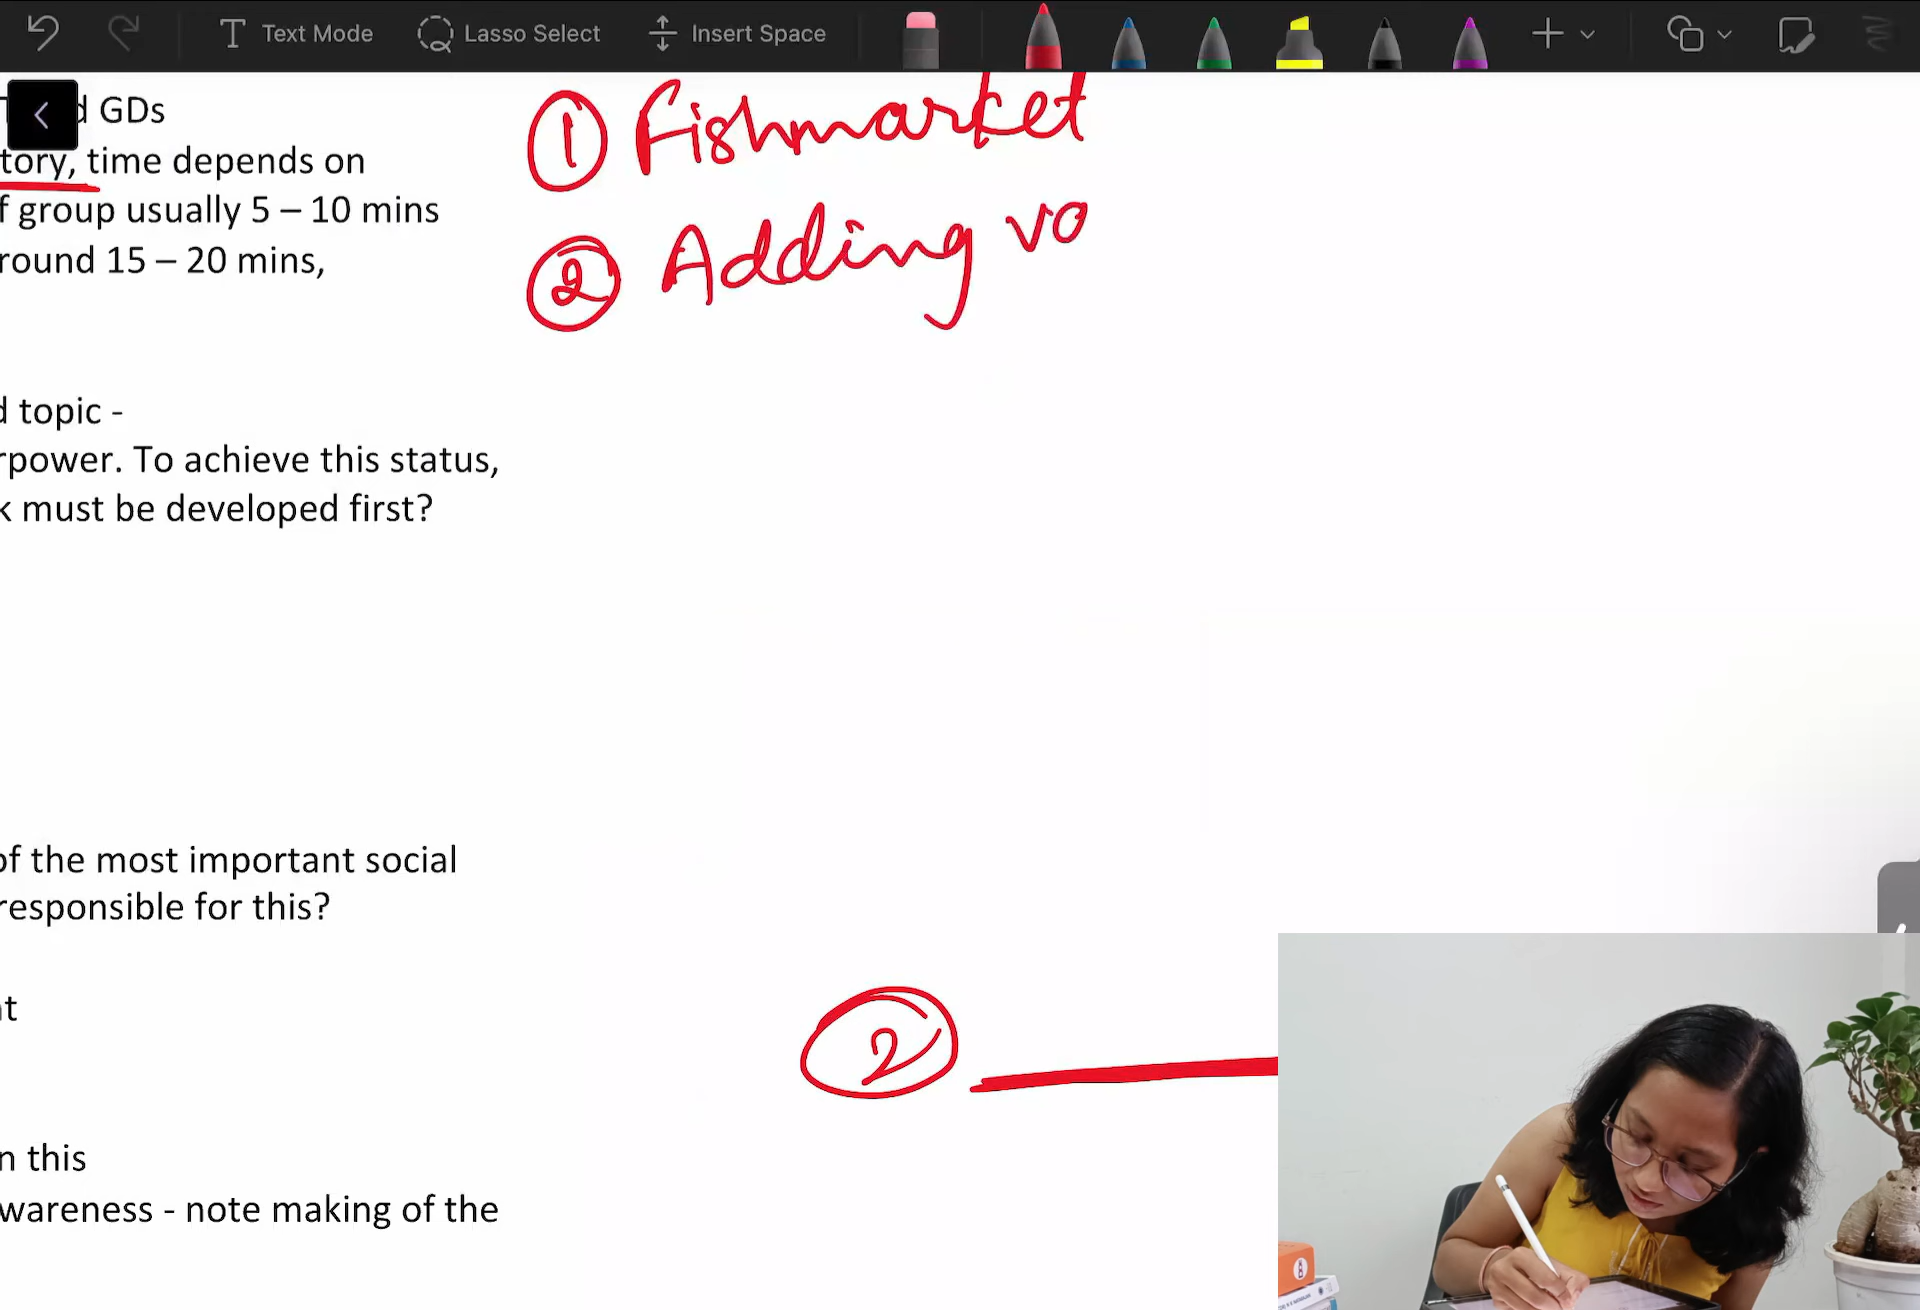 Text Mode Lasso Select Insert Space
d GDs
tory, time depends on
f group usually 5 – 10 mins
round 15 – 20 mins,
① Fishmarket
② Adding vo
d topic -
rpower. To achieve this status,
k must be developed first?
of the most important social
responsible for this?
nt
②
n this
wareness - note making of the